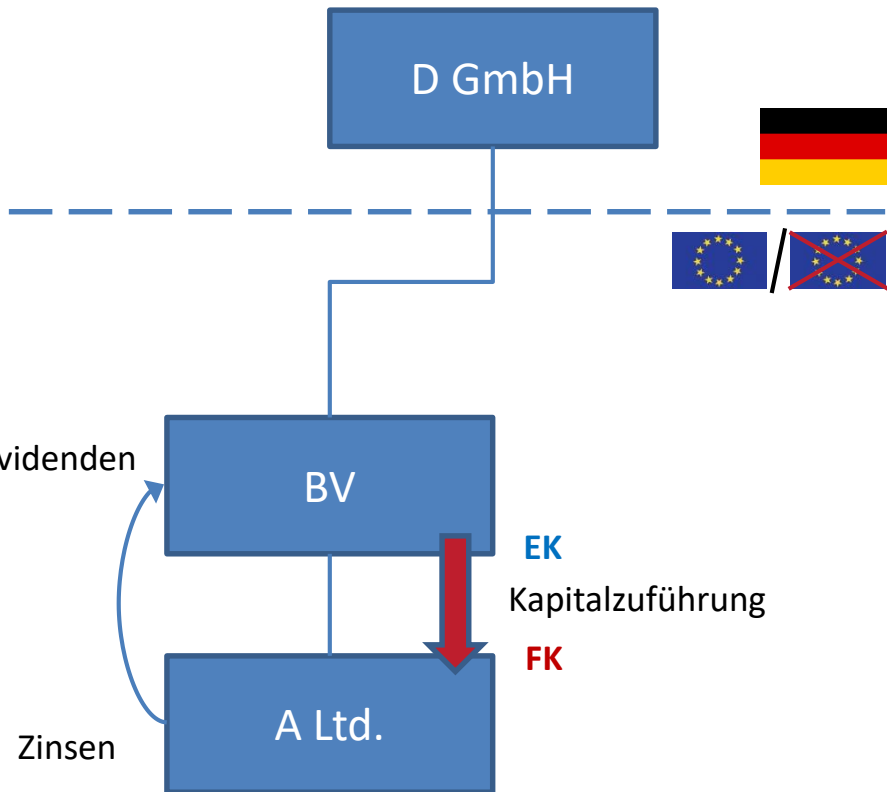 D GmbH
videnden
BV
EK
Kapitalzuführung
FK
A Ltd.
Zinsen